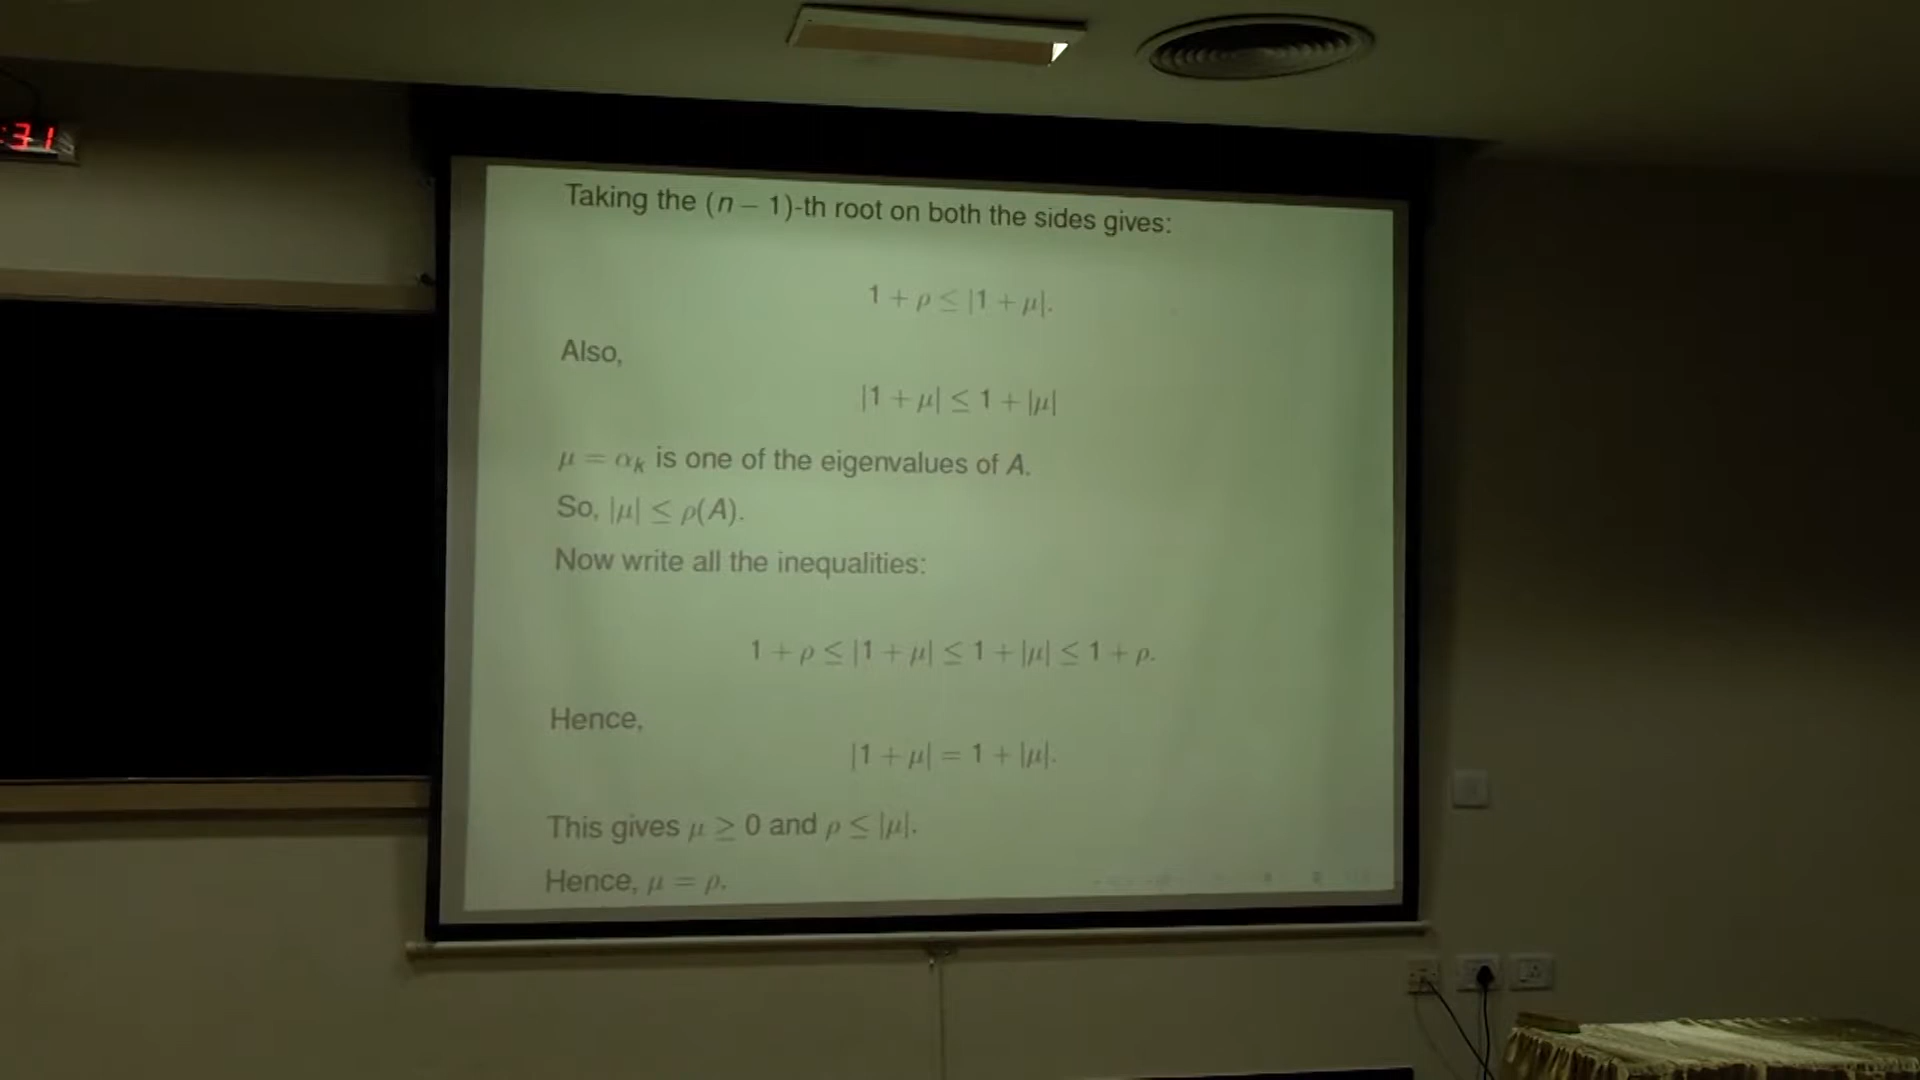 :31
Taking the (n − 1)-th root on both the sides gives:
1 + ρ ≤ |1 + μ|.
Also,
|1 + μ| ≤ 1 + |μ|
μ = αₖ is one of the eigenvalues of A.
So, |μ| ≤ ρ(A).
Now write all the inequalities:
1 + ρ ≤ |1 + μ| ≤ 1 + |μ| ≤ 1 + ρ.
Hence,
|1 + μ| = 1 + |μ|.
This gives μ ≥ 0 and ρ ≤ |μ|.
Hence, μ = ρ.